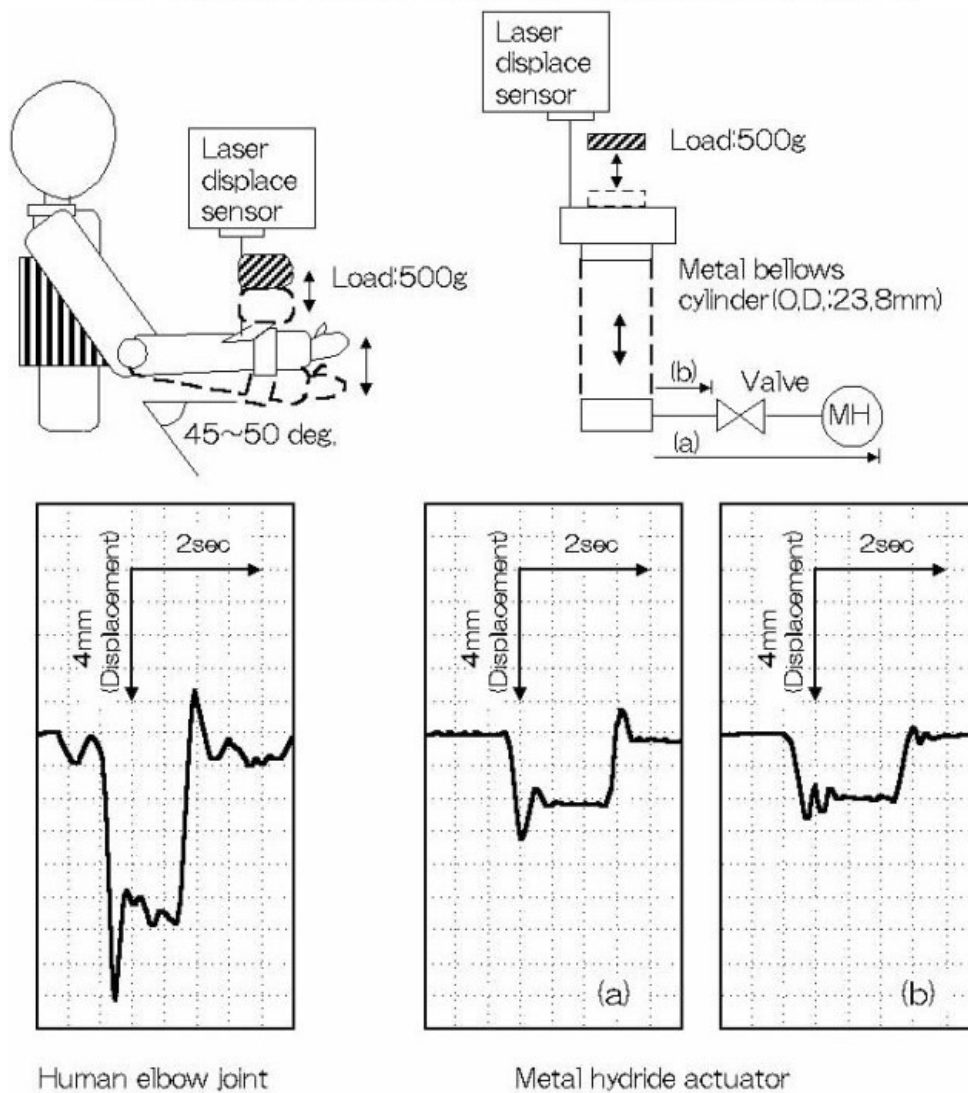 Laser
displace
sensor
Load:500g
45~50 deg.
Laser
displace
sensor
Load:500g
Metal bellows
cylinder(O.D.:23.8mm)
(b)
Valve
MH
(a)
2sec
4mm
(Displacement)
2sec
4mm
(Displacement)
(a)
2sec
4mm
(Displacement)
(b)
Human elbow joint
Metal hydride actuator